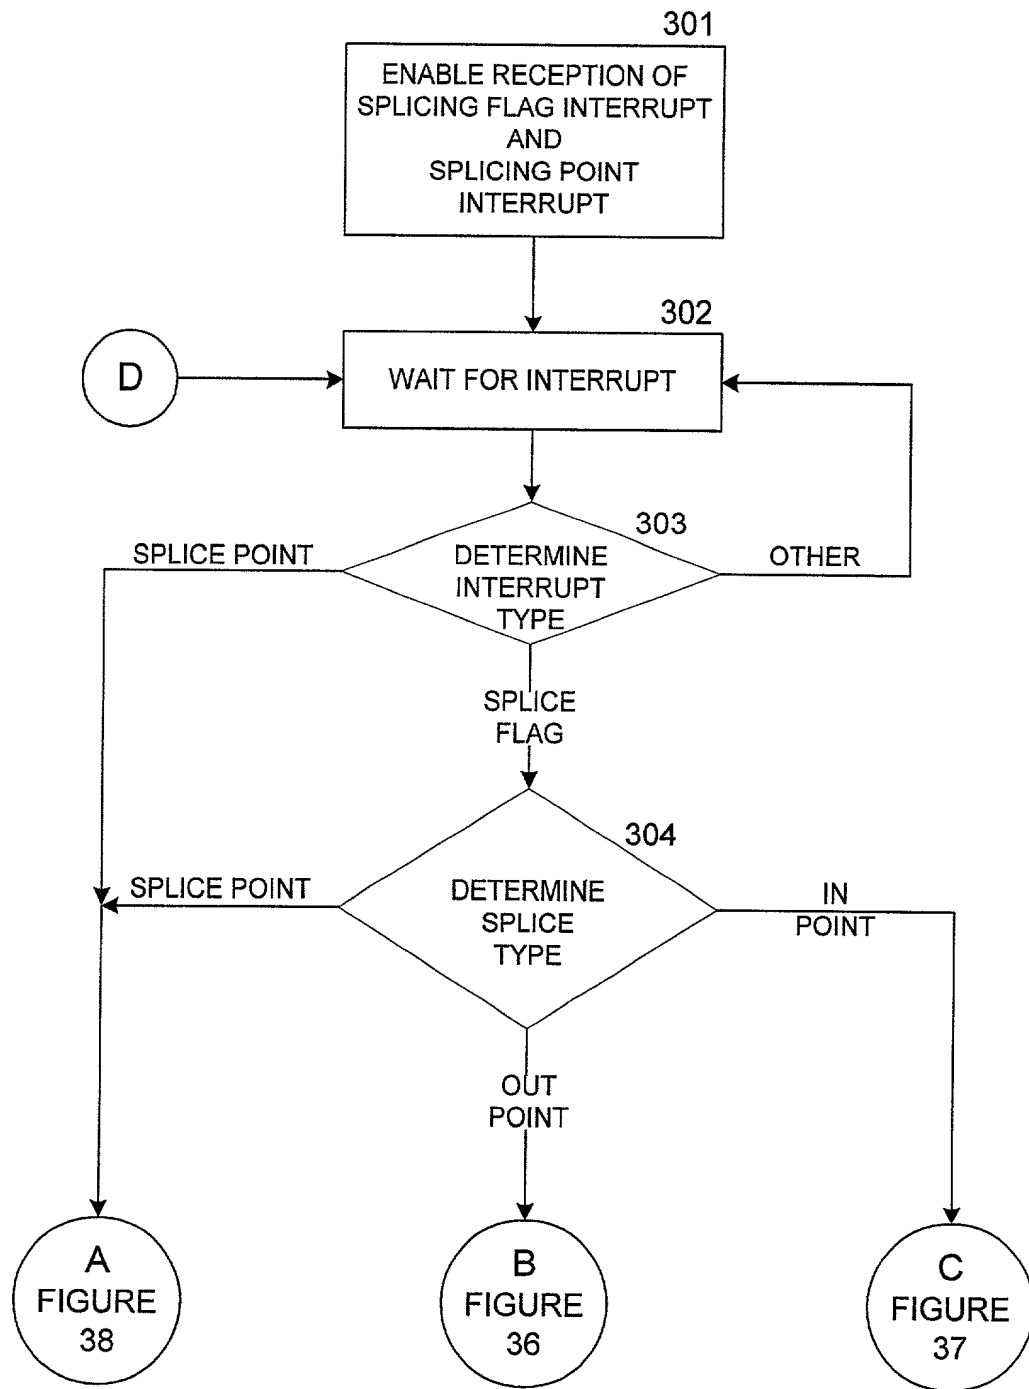 301
ENABLE RECEPTION OF
SPLICING FLAG INTERRUPT
AND
SPLICING POINT
INTERRUPT
302
D
WAIT FOR INTERRUPT
303
SPLICE POINT
DETERMINE
INTERRUPT
TYPE
OTHER
SPLICE
FLAG
304
SPLICE POINT
DETERMINE
SPLICE
TYPE
IN
POINT
OUT
POINT
A
FIGURE
38
B
FIGURE
36
C
FIGURE
37